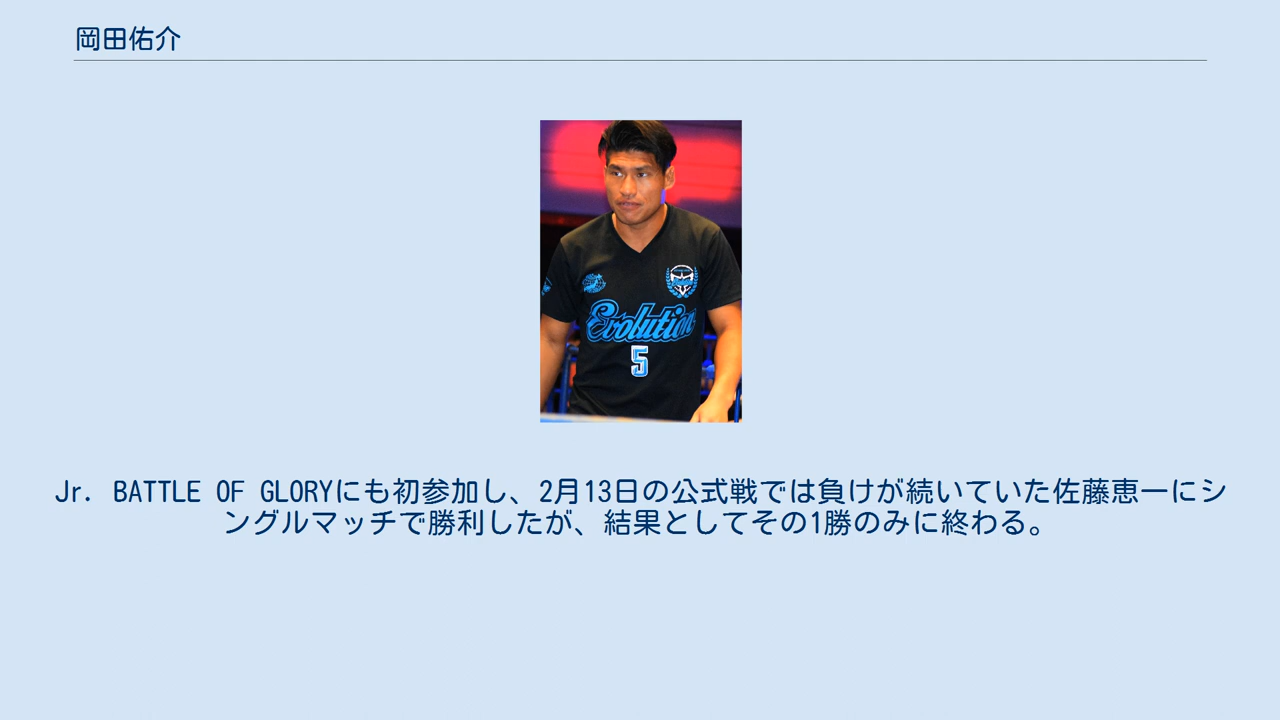 岡田佑介
Evolution
5
Jr. BATTLE OF GLORYにも初参加し、2月13日の公式戦では負けが続いていた佐藤恵一にシ
ングルマッチで勝利したが、結果としてその1勝のみに終わる。